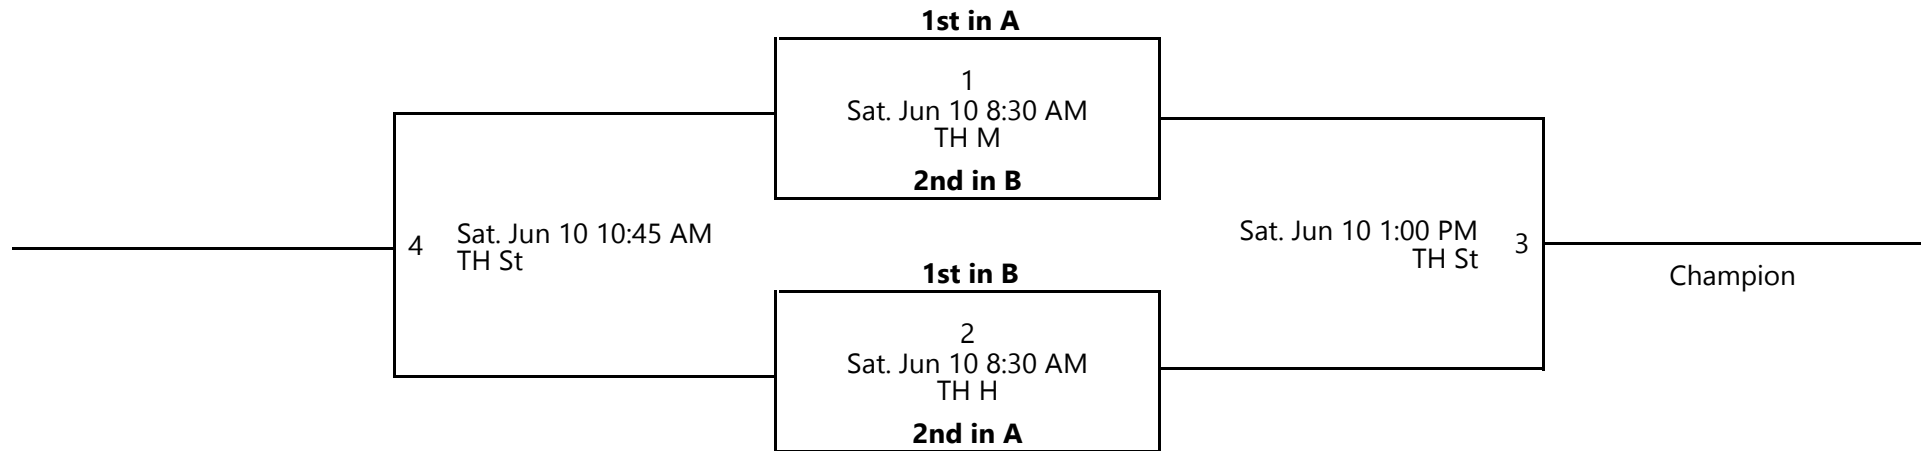 1st in A
1
Sat. Jun 10 8:30 AM
TH M
2nd in B
4
Sat. Jun 10 10:45 AM
TH St
Sat. Jun 10 1:00 PM
TH St
3
Champion
1st in B
2
Sat. Jun 10 8:30 AM
TH H
2nd in A